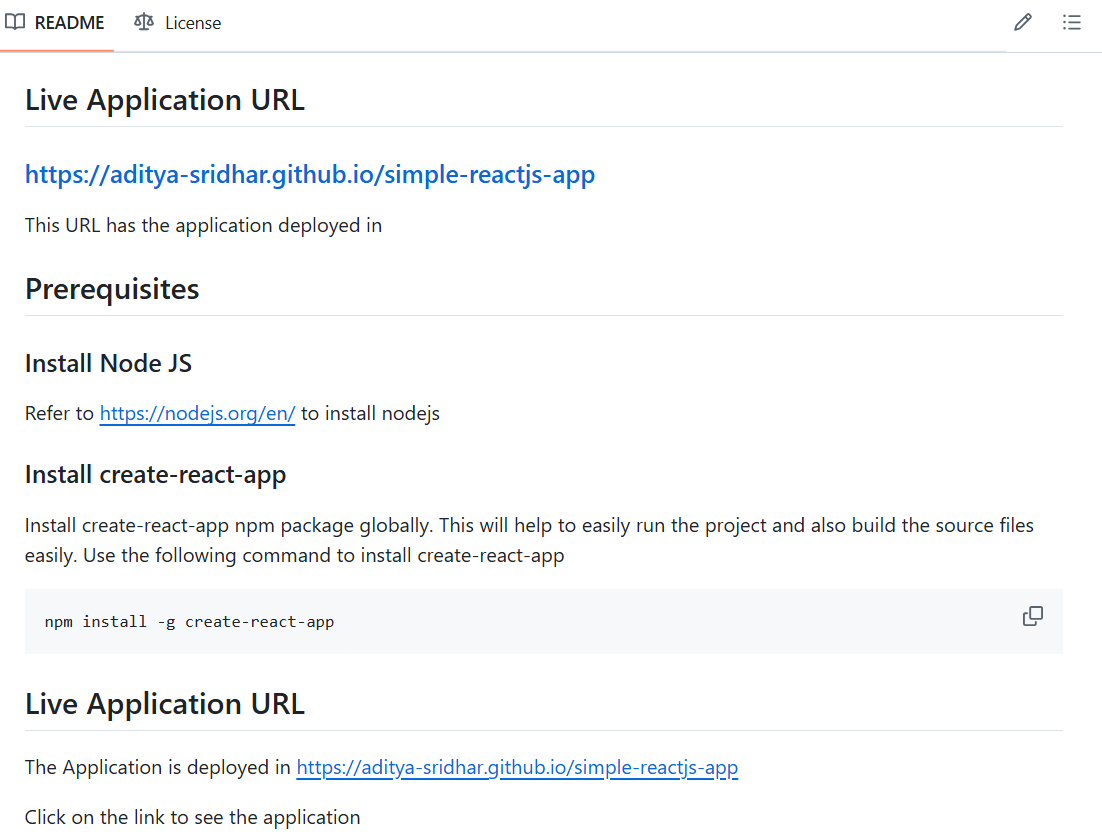 README License
Live Application URL
https://aditya-sridhar.github.io/simple-reactjs-app
This URL has the application deployed in
Prerequisites
Install Node JS
Refer to https://nodejs.org/en/ to install nodejs
Install create-react-app
Install create-react-app npm package globally. This will help to easily run the project and also build the source files
easily. Use the following command to install create-react-app
npm install -g create-react-app
Live Application URL
The Application is deployed in https://aditya-sridhar.github.io/simple-reactjs-app
Click on the link to see the application